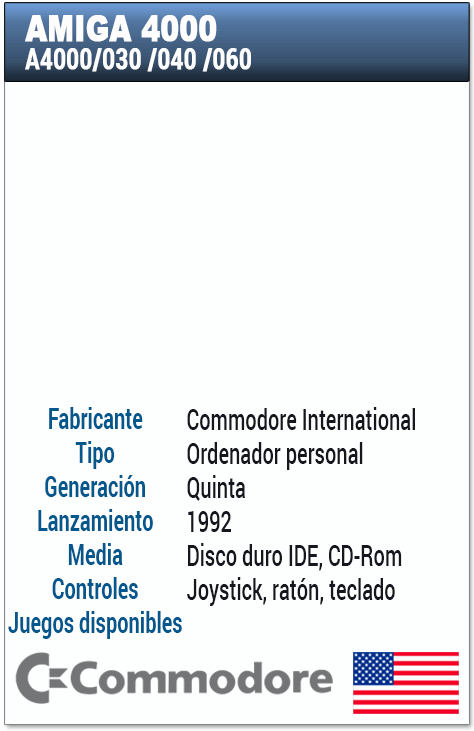 AMIGA 4000
A4000/030 /040 /060
Fabricante Commodore International
Tipo Ordenador personal
Generación Quinta
Lanzamiento 1992
Media Disco duro IDE, CD-Rom
Controles Joystick, ratón, teclado
Juegos disponibles
Commodore